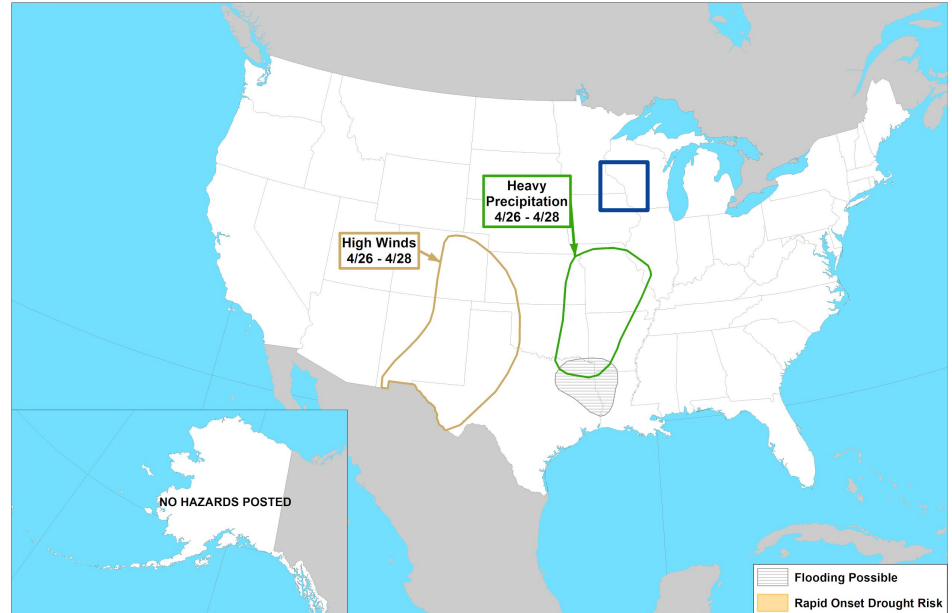 Heavy
Precipitation
4/26 - 4/28
High Winds
4/26 - 4/28
NO HAZARDS POSTED
Flooding Possible
Rapid Onset Drought Risk